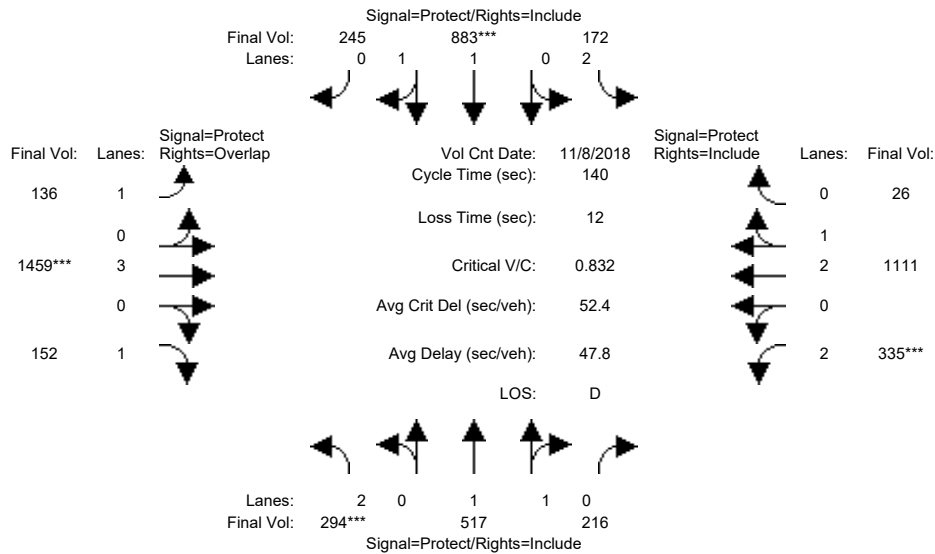 Signal=Protect/Rights=Include
Final Vol: 245 883*** 172
Lanes: 0 1 1 0 2
Signal=Protect
Final Vol: Lanes: Rights=Overlap
Vol Cnt Date: 11/8/2018
Signal=Protect
Rights=Include Lanes: Final Vol:
Cycle Time (sec): 140
136 1
0 26
Loss Time (sec): 12
0
1
1459*** 3
Critical V/C: 0.832
2 1111
0
Avg Crit Del (sec/veh): 52.4
0
152 1
Avg Delay (sec/veh): 47.8
2 335***
LOS: D
Lanes: 2 0 1 1 0
Final Vol: 294*** 517 216
Signal=Protect/Rights=Include